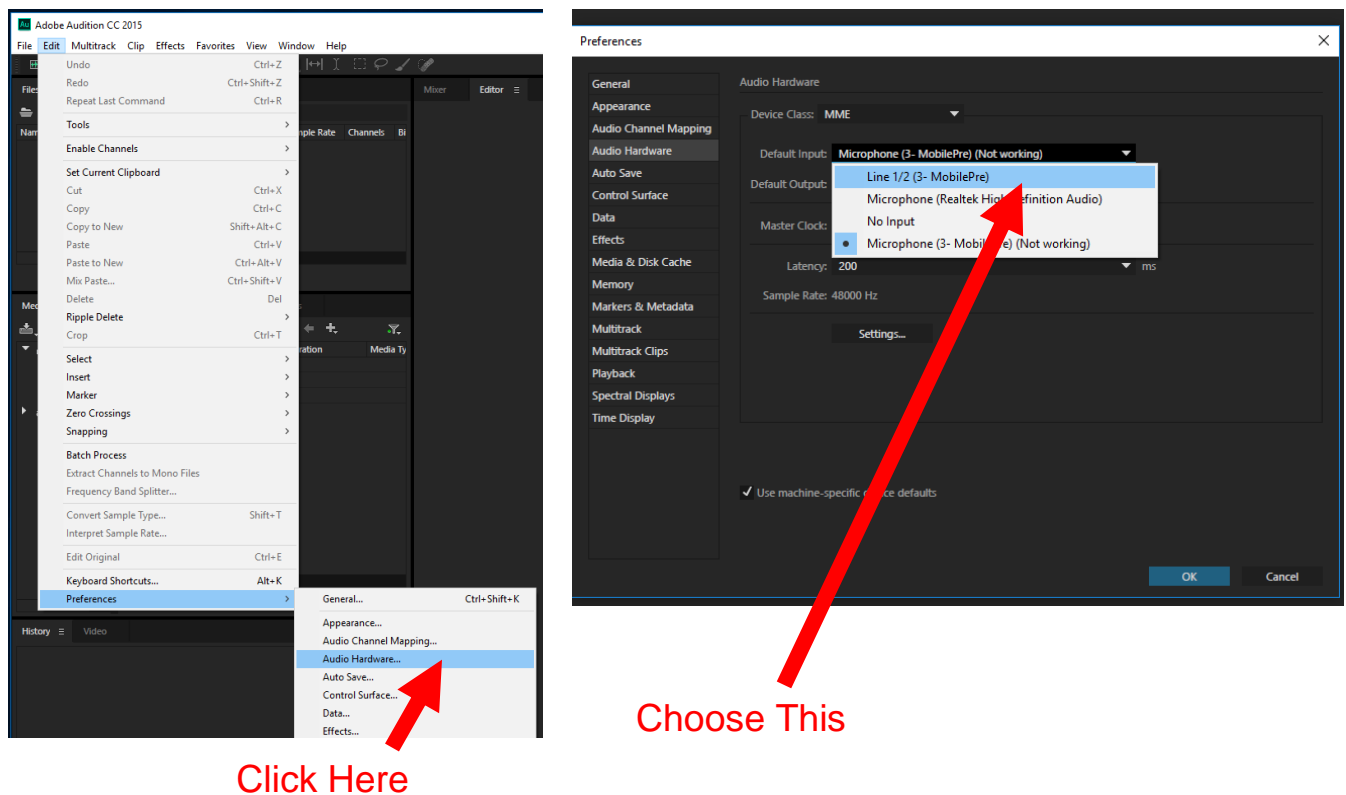 Au Adobe Audition CC 2015
File Edit Multitrack Clip Effects Favorites View Window Help
Undo Ctrl+Z
Redo Ctrl+Shift+Z
Repeat Last Command Ctrl+R
Tools
Enable Channels
Set Current Clipboard
Cut Ctrl+X
Copy Ctrl+C
Copy to New Shift+Alt+C
Paste Ctrl+V
Paste to New Ctrl+Alt+V
Mix Paste... Ctrl+Shift+V
Delete Del
Ripple Delete
Crop Ctrl+T
Select
Insert
Marker
Zero Crossings
Snapping
Batch Process
Extract Channels to Mono Files
Frequency Band Splitter...
Convert Sample Type... Shift+T
Interpret Sample Rate...
Edit Original Ctrl+E
Keyboard Shortcuts... Alt+K
Preferences
Files
Mixer Editor
Nam
mple Rate Channels Bi
Med
ration Media Ty
History Video
General... Ctrl+Shift+K
Appearance...
Audio Channel Mapping...
Audio Hardware...
Auto Save...
Control Surface...
Data...
Effects...
Click Here
Preferences
General
Appearance
Audio Channel Mapping
Audio Hardware
Auto Save
Control Surface
Data
Effects
Media & Disk Cache
Memory
Markers & Metadata
Multitrack
Multitrack Clips
Playback
Spectral Displays
Time Display
Audio Hardware
Device Class: MME
Default Input: Microphone (3- MobilePre) (Not working)
Line 1/2 (3- MobilePre)
Microphone (Realtek High Definition Audio)
No Input
Microphone (3- MobilePre) (Not working)
Default Output:
Master Clock:
Latency: 200 ms
Sample Rate: 48000 Hz
Settings...
Use machine-specific device defaults
OK Cancel
Choose This